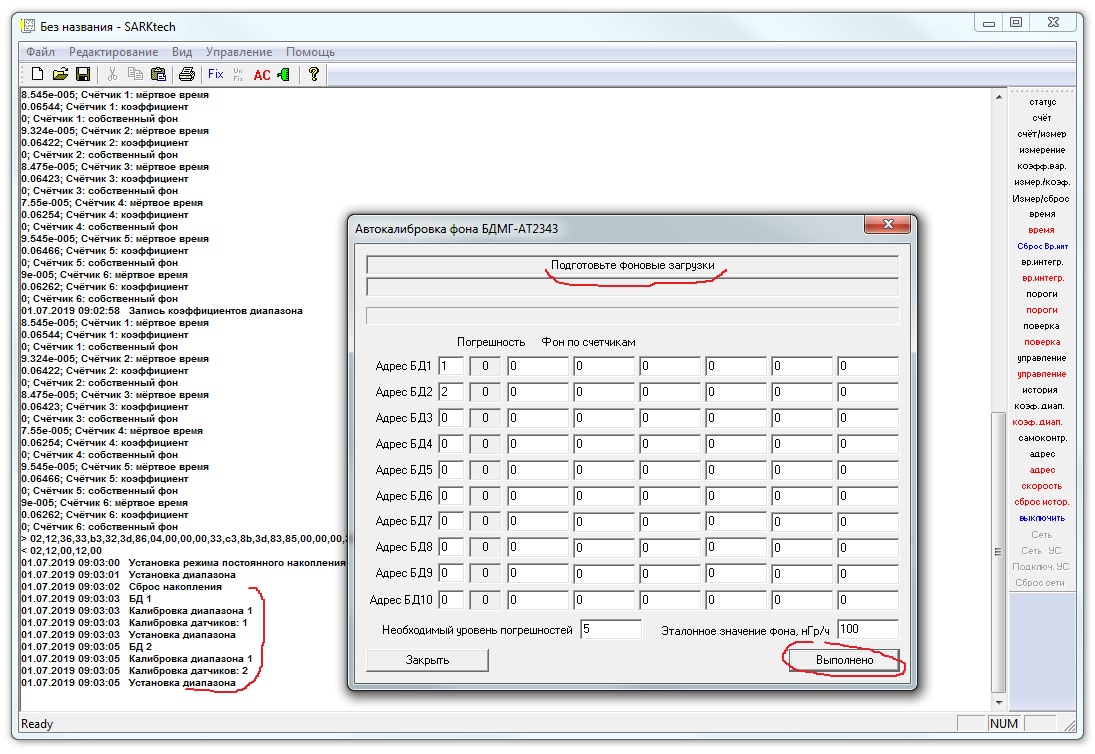 Без названия - SARKtech
Файл Редактирование Вид Управление Помощь
Fix Un Fix AC ?
8.545e-005; Счётчик 1: мёртвое время
0.06544; Счётчик 1: коэффициент
0; Счётчик 1: собственный фон
9.324e-005; Счётчик 2: мёртвое время
0.06422; Счётчик 2: коэффициент
0; Счётчик 2: собственный фон
8.475e-005; Счётчик 3: мёртвое время
0.06423; Счётчик 3: коэффициент
0; Счётчик 3: собственный фон
7.55e-005; Счётчик 4: мёртвое время
0.06254; Счётчик 4: коэффициент
0; Счётчик 4: собственный фон
9.545e-005; Счётчик 5: мёртвое время
0.06466; Счётчик 5: коэффициент
0; Счётчик 5: собственный фон
9e-005; Счётчик 6: мёртвое время
0.06262; Счётчик 6: коэффициент
0; Счётчик 6: собственный фон
01.07.2019 09:02:58 Запись коэффициентов диапазона
8.545e-005; Счётчик 1: мёртвое время
0.06544; Счётчик 1: коэффициент
0; Счётчик 1: собственный фон
9.324e-005; Счётчик 2: мёртвое время
0.06422; Счётчик 2: коэффициент
0; Счётчик 2: собственный фон
8.475e-005; Счётчик 3: мёртвое время
0.06423; Счётчик 3: коэффициент
0; Счётчик 3: собственный фон
7.55e-005; Счётчик 4: мёртвое время
0.06254; Счётчик 4: коэффициент
0; Счётчик 4: собственный фон
9.545e-005; Счётчик 5: мёртвое время
0.06466; Счётчик 5: коэффициент
0; Счётчик 5: собственный фон
9e-005; Счётчик 6: мёртвое время
0.06262; Счётчик 6: коэффициент
0; Счётчик 6: собственный фон
> 02,12,36,33,b3,32,3d,86,04,00,00,00,33,c3,8b,3d,83,85,00,00,00,
< 02,12,00,12,00
01.07.2019 09:03:00 Установка режима постоянного накопления
01.07.2019 09:03:01 Установка диапазона
01.07.2019 09:03:02 Сброс накопления
01.07.2019 09:03:03 БД 1
01.07.2019 09:03:03 Калибровка диапазона 1
01.07.2019 09:03:03 Калибровка датчиков: 1
01.07.2019 09:03:03 Установка диапазона
01.07.2019 09:03:05 БД 2
01.07.2019 09:03:05 Калибровка диапазона 1
01.07.2019 09:03:05 Калибровка датчиков: 2
01.07.2019 09:03:05 Установка диапазона
Автокалибровка фона БДМГ-АТ2343
Подготовьте фоновые загрузки
Погрешность Фон по счетчикам
Адрес БД1 1 0 0 0 0 0 0 0
Адрес БД2 2 0 0 0 0 0 0 0
Адрес БД3 0 0 0 0 0 0 0 0
Адрес БД4 0 0 0 0 0 0 0 0
Адрес БД5 0 0 0 0 0 0 0 0
Адрес БД6 0 0 0 0 0 0 0 0
Адрес БД7 0 0 0 0 0 0 0 0
Адрес БД8 0 0 0 0 0 0 0 0
Адрес БД9 0 0 0 0 0 0 0 0
Адрес БД10 0 0 0 0 0 0 0 0
Необходимый уровень погрешностей 5 Эталонное значение фона, нГр/ч 100
Закрыть Выполнено
статус
счёт
счёт/измер
измерение
коэфф.вар.
измер./коэф.
Измер/сброс
время
время
Сброс Вр.инт
вр.интегр.
вр.интегр.
пороги
пороги
поверка
поверка
управление
управление
история
коэф.диап.
коэф.диап.
самоконтр.
адрес
адрес
скорость
сброс истор.
выключить
Сеть
Сеть УС
Подключ.УС
Сброс сети
Ready NUM